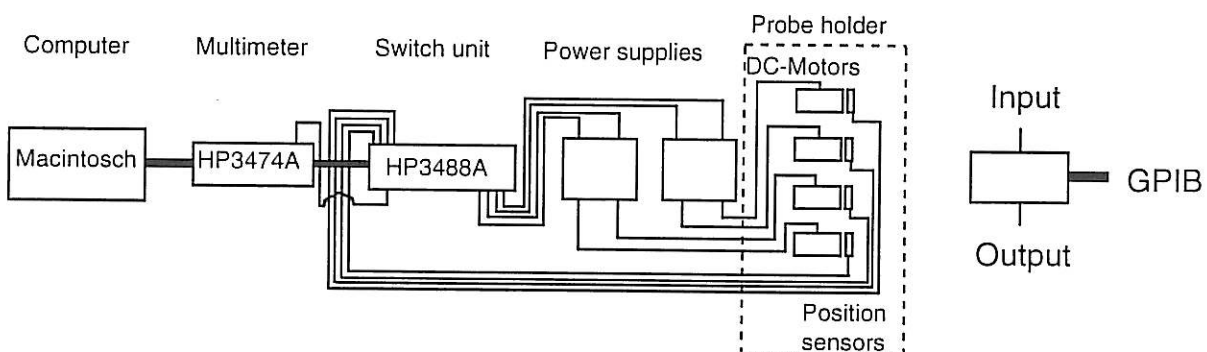 Computer
Multimeter
Switch unit
Power supplies
Probe holder
DC-Motors
Macintosch
HP3474A
HP3488A
Position
sensors
Input
GPIB
Output